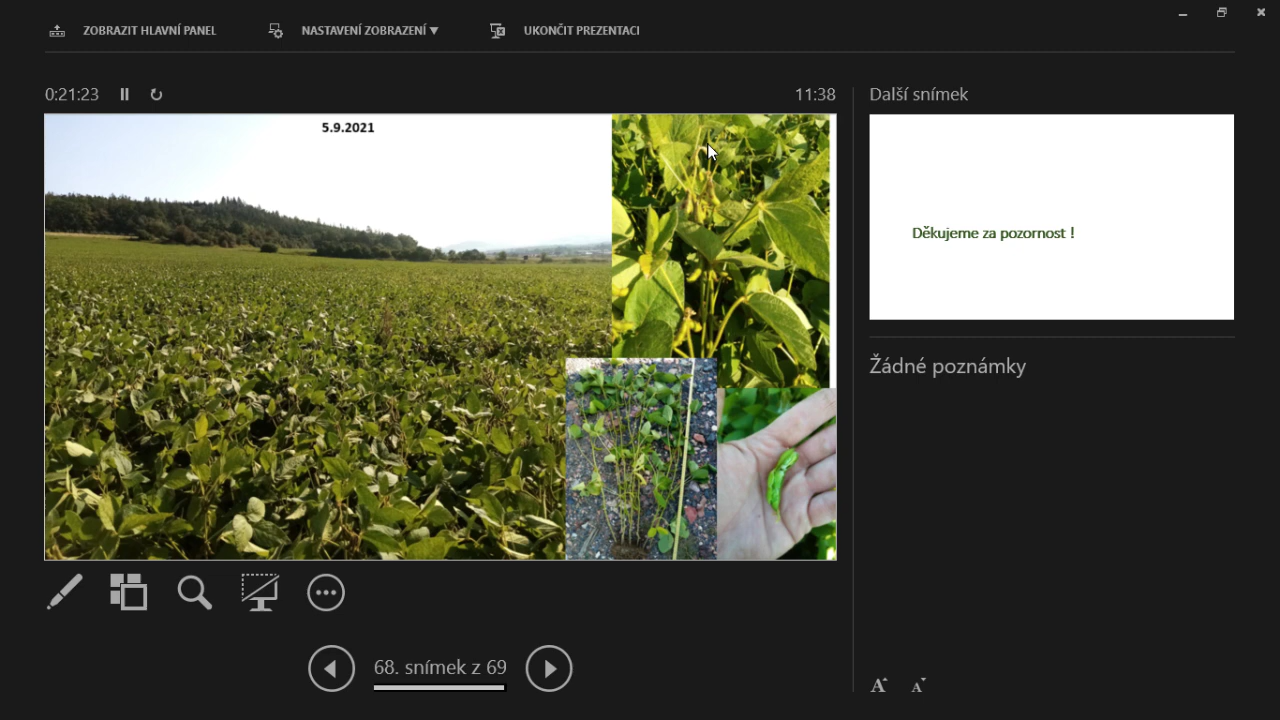 ZOBRAZIT HLAVNÍ PANEL
NASTAVENÍ ZOBRAZENÍ ▼
UKONČIT PREZENTACI
0:21:23
11:38
Další snímek
5.9.2021
Děkujeme za pozornost !
Žádné poznámky
68. snímek z 69
A A